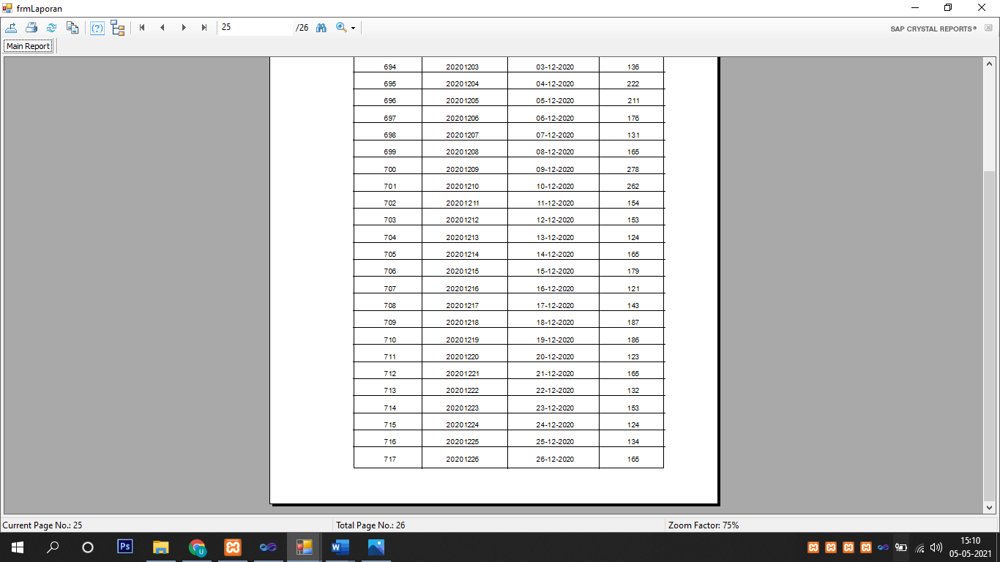 frmLaporan
25 /26
SAP CRYSTAL REPORTS®
Main Report
694 20201203 03-12-2020 136
695 20201204 04-12-2020 222
696 20201205 05-12-2020 211
697 20201206 06-12-2020 176
698 20201207 07-12-2020 131
699 20201208 08-12-2020 165
700 20201209 09-12-2020 278
701 20201210 10-12-2020 262
702 20201211 11-12-2020 154
703 20201212 12-12-2020 153
704 20201213 13-12-2020 124
705 20201214 14-12-2020 165
706 20201215 15-12-2020 179
707 20201216 16-12-2020 121
708 20201217 17-12-2020 143
709 20201218 18-12-2020 187
710 20201219 19-12-2020 186
711 20201220 20-12-2020 123
712 20201221 21-12-2020 165
713 20201222 22-12-2020 132
714 20201223 23-12-2020 153
715 20201224 24-12-2020 124
716 20201225 25-12-2020 134
717 20201226 26-12-2020 165
Current Page No.: 25 Total Page No.: 26 Zoom Factor: 75%
Ps U W
15:10
05-05-2021